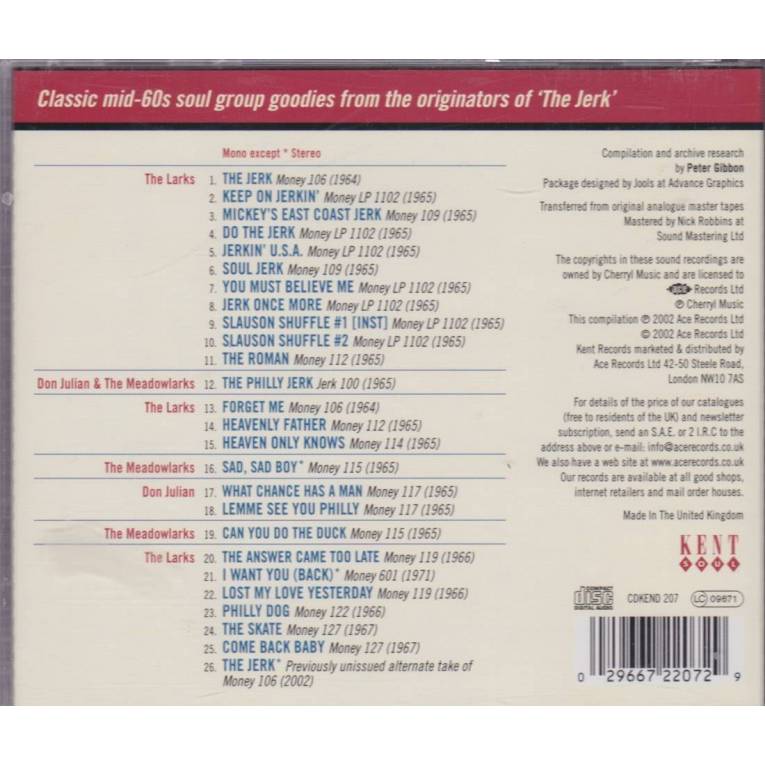 Classic mid-60s soul group goodies from the originators of 'The Jerk'
Mono except * Stereo
The Larks 1. THE JERK Money 106 (1964)
2. KEEP ON JERKIN' Money LP 1102 (1965)
3. MICKEY'S EAST COAST JERK Money 109 (1965)
4. DO THE JERK Money LP 1102 (1965)
5. JERKIN' U.S.A. Money LP 1102 (1965)
6. SOUL JERK Money 109 (1965)
7. YOU MUST BELIEVE ME Money LP 1102 (1965)
8. JERK ONCE MORE Money LP 1102 (1965)
9. SLAUSON SHUFFLE #1 [INST] Money LP 1102 (1965)
10. SLAUSON SHUFFLE #2 Money LP 1102 (1965)
11. THE ROMAN Money 112 (1965)
Don Julian & The Meadowlarks 12. THE PHILLY JERK Jerk 100 (1965)
The Larks 13. FORGET ME Money 106 (1964)
14. HEAVENLY FATHER Money 112 (1965)
15. HEAVEN ONLY KNOWS Money 114 (1965)
The Meadowlarks 16. SAD, SAD BOY* Money 115 (1965)
Don Julian 17. WHAT CHANCE HAS A MAN Money 117 (1965)
18. LEMME SEE YOU PHILLY Money 117 (1965)
The Meadowlarks 19. CAN YOU DO THE DUCK Money 115 (1965)
The Larks 20. THE ANSWER CAME TOO LATE Money 119 (1966)
21. I WANT YOU (BACK)* Money 601 (1971)
22. LOST MY LOVE YESTERDAY Money 119 (1966)
23. PHILLY DOG Money 122 (1966)
24. THE SKATE Money 127 (1967)
25. COME BACK BABY Money 127 (1967)
26. THE JERK* Previously unissued alternate take of
Money 106 (2002)
Compilation and archive research
by Peter Gibbon
Package designed by Jools at Advance Graphics
Transferred from original analogue master tapes
Mastered by Nick Robbins at
Sound Mastering Ltd
The copyrights in these sound recordings are
owned by Cherryl Music and are licensed to
ace Records Ltd
℗ Cherryl Music
This compilation ℗ 2002 Ace Records Ltd
© 2002 Ace Records Ltd
Kent Records marketed & distributed by
Ace Records Ltd 42-50 Steele Road,
London NW10 7AS
For details of the price of our catalogues
(free to residents of the UK) and newsletter
subscription, send an S.A.E. or 2 I.R.C to the
address above or e-mail: info@acerecords.co.uk
We also have a web site at www.acerecords.co.uk
Our records are available at all good shops,
internet retailers and mail order houses.
Made In The United Kingdom
KENT
SOUL
COMPACT
DISC
DIGITAL AUDIO
CDKEND 207
LC 09871
0 29667 22072 9